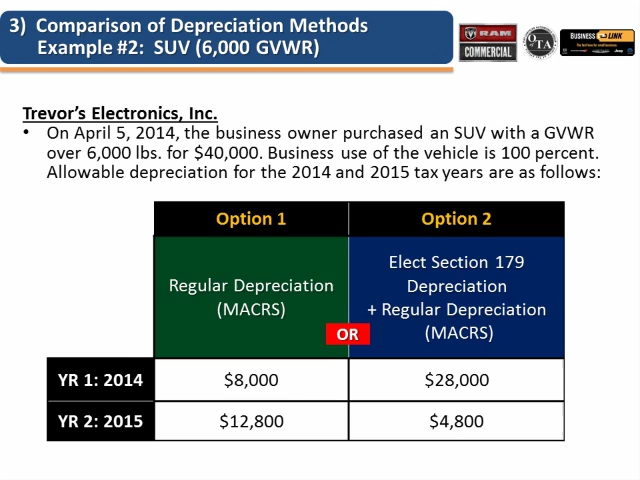 3) Comparison of Depreciation Methods
Example #2: SUV (6,000 GVWR)
RAM
COMMERCIAL
OTA
BUSINESS LINK
Trevor's Electronics, Inc.
• On April 5, 2014, the business owner purchased an SUV with a GVWR
over 6,000 lbs. for $40,000. Business use of the vehicle is 100 percent.
Allowable depreciation for the 2014 and 2015 tax years are as follows:
Option 1
Option 2
Regular Depreciation
(MACRS)
OR
Elect Section 179
Depreciation
+ Regular Depreciation
(MACRS)
YR 1: 2014
$8,000
$28,000
YR 2: 2015
$12,800
$4,800